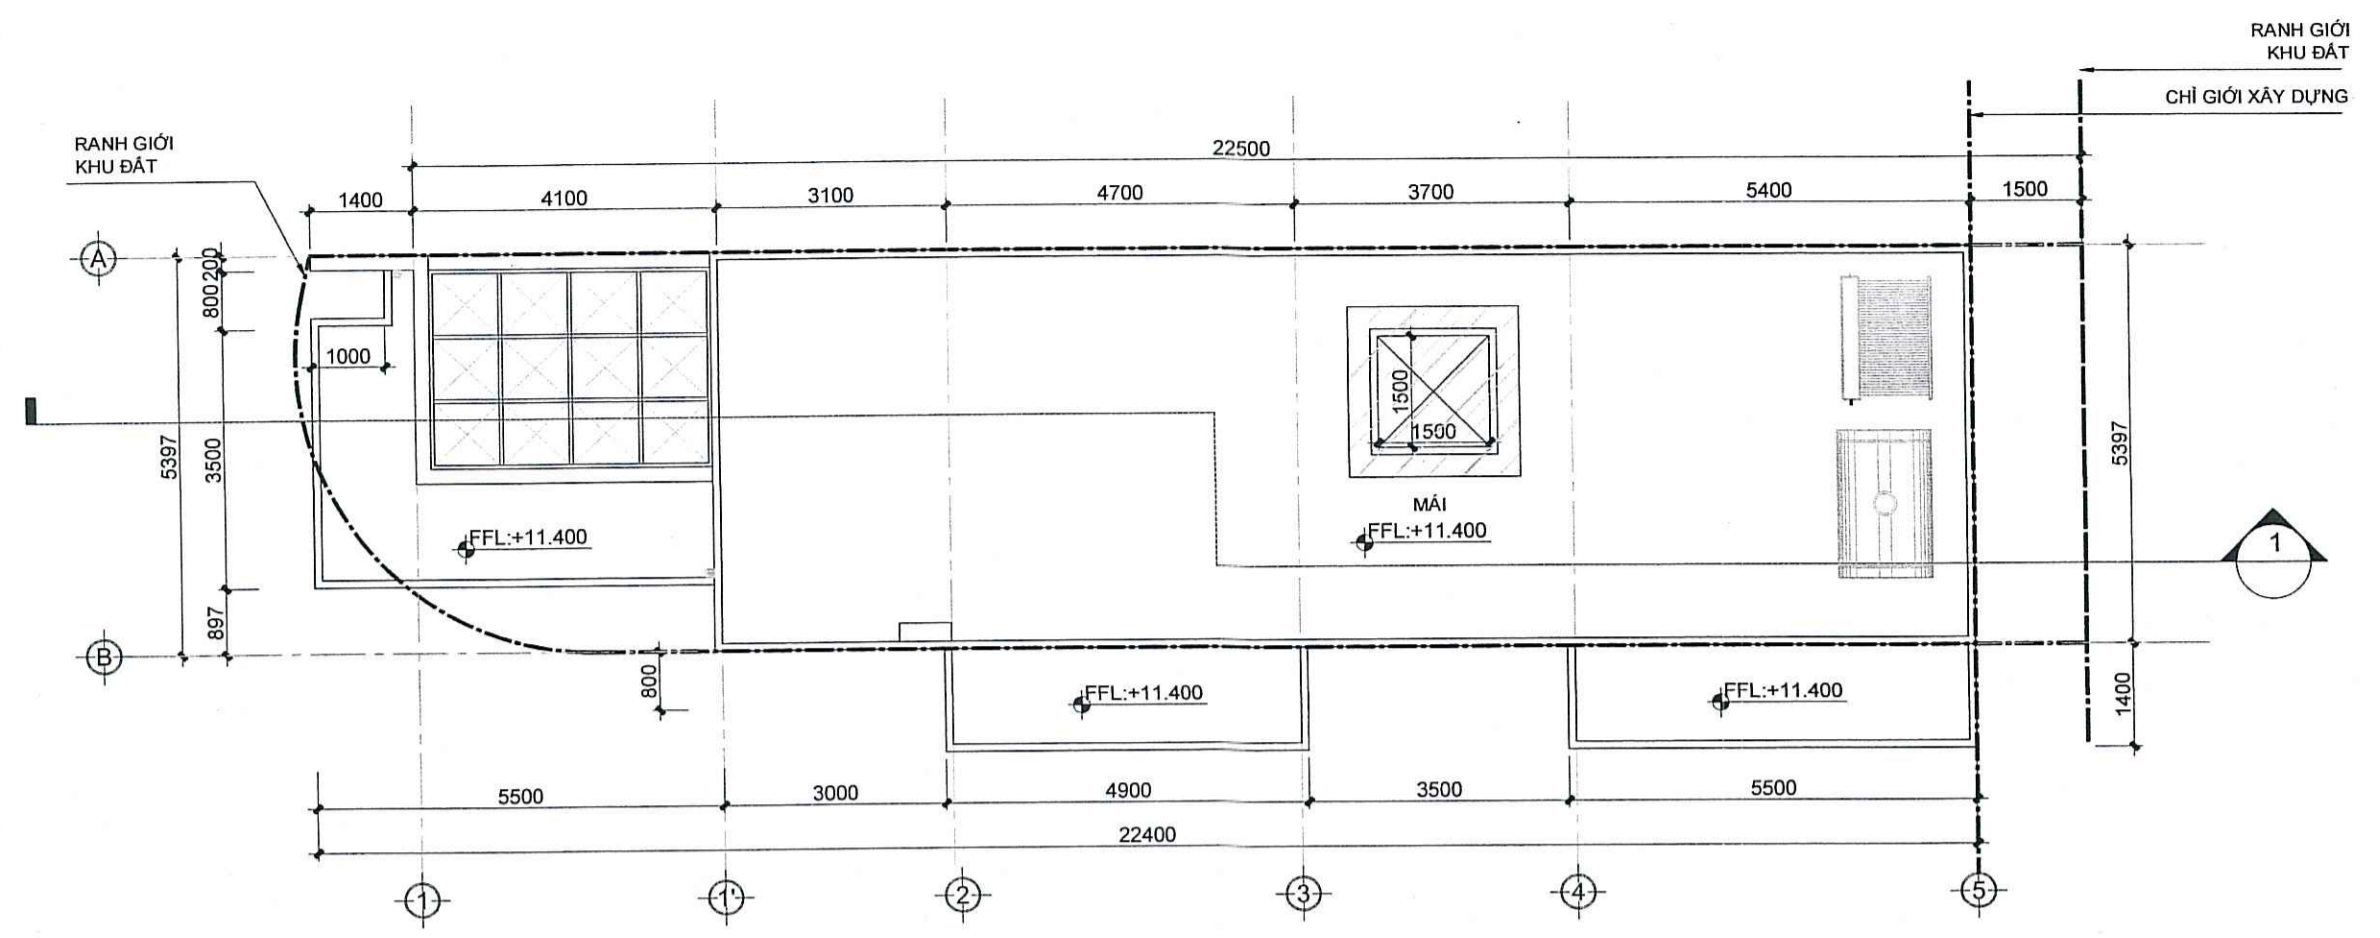 RANH GIỚI
KHU ĐẤT
CHỈ GIỚI XÂY DỰNG
RANH GIỚI
KHU ĐẤT
22500
1400
4100
3100
4700
3700
5400
1500
A
200
800
1000
1500
1500
5397
3500
5397
MÁI
FFL:+11.400
FFL:+11.400
1
897
B
800
FFL:+11.400
FFL:+11.400
1400
5500
3000
4900
3500
5500
22400
1
1'
2
3
4
5